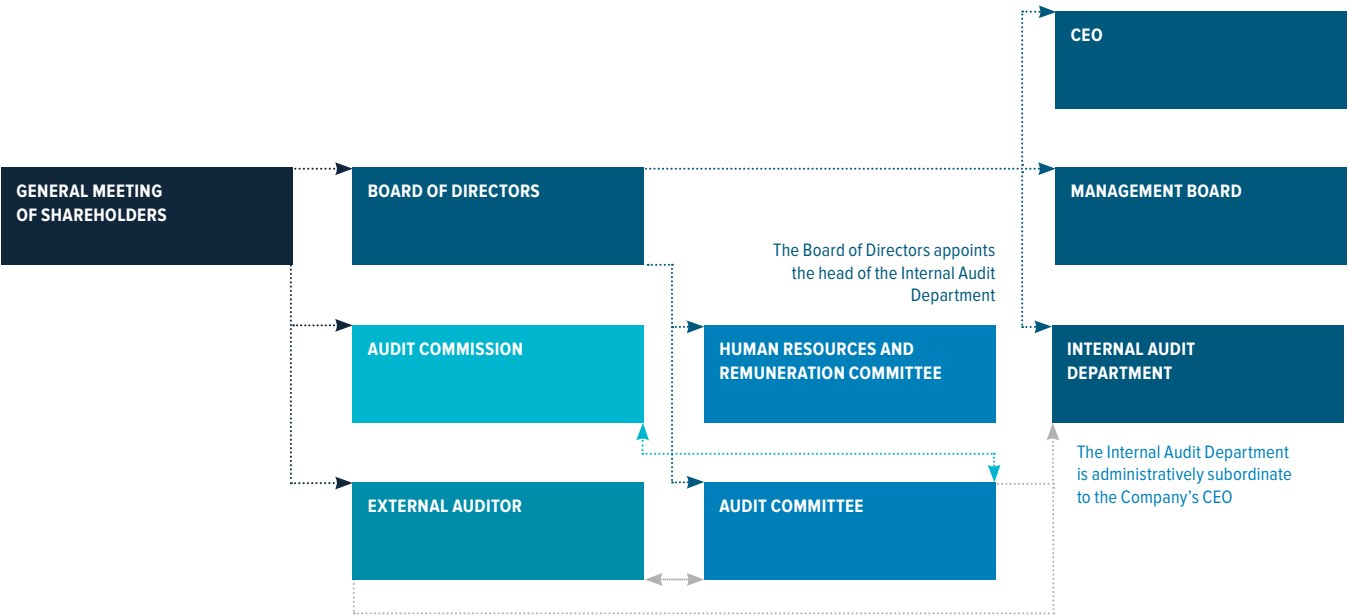 CEO
GENERAL MEETING
OF SHAREHOLDERS
BOARD OF DIRECTORS
MANAGEMENT BOARD
The Board of Directors appoints
the head of the Internal Audit
Department
AUDIT COMMISSION
HUMAN RESOURCES AND
REMUNERATION COMMITTEE
INTERNAL AUDIT
DEPARTMENT
The Internal Audit Department
is administratively subordinate
to the Company’s CEO
EXTERNAL AUDITOR
AUDIT COMMITTEE